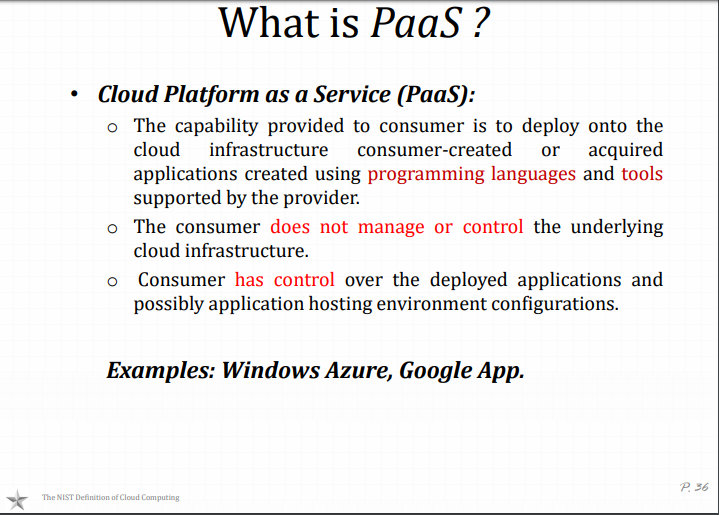 What is PaaS ?
• Cloud Platform as a Service (PaaS):
o The capability provided to consumer is to deploy onto the
cloud infrastructure consumer-created or acquired
applications created using programming languages and tools
supported by the provider.
o The consumer does not manage or control the underlying
cloud infrastructure.
o Consumer has control over the deployed applications and
possibly application hosting environment configurations.
Examples: Windows Azure, Google App.
The NIST Definition of Cloud Computing
P. 36